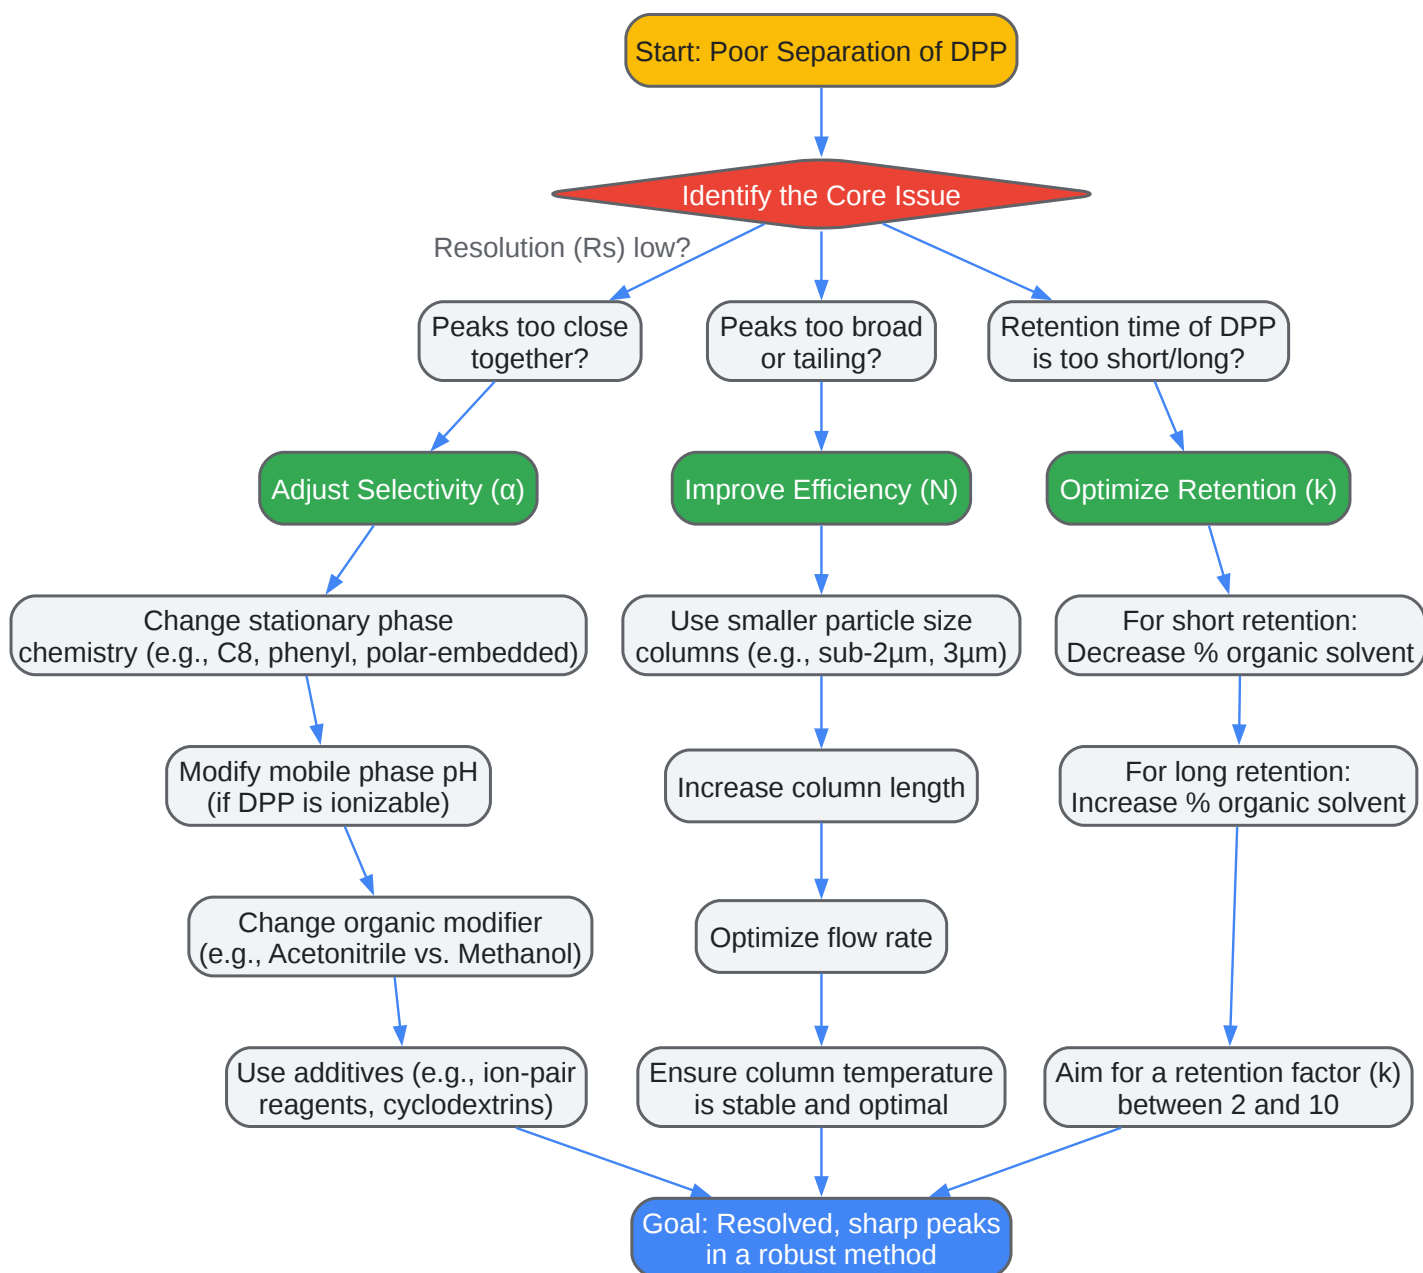 Start: Poor Separation of DPP
Identify the Core Issue
Resolution (Rs) low?
Peaks too close
together?
Peaks too broad
or tailing?
Retention time of DPP
is too short/long?
Adjust Selectivity (α)
Improve Efficiency (N)
Optimize Retention (k)
Change stationary phase
chemistry (e.g., C8, phenyl, polar-embedded)
Use smaller particle size
columns (e.g., sub-2µm, 3µm)
For short retention:
Decrease % organic solvent
Modify mobile phase pH
(if DPP is ionizable)
Increase column length
For long retention:
Increase % organic solvent
Change organic modifier
(e.g., Acetonitrile vs. Methanol)
Optimize flow rate
Use additives (e.g., ion-pair
reagents, cyclodextrins)
Ensure column temperature
is stable and optimal
Aim for a retention factor (k)
between 2 and 10
Goal: Resolved, sharp peaks
in a robust method